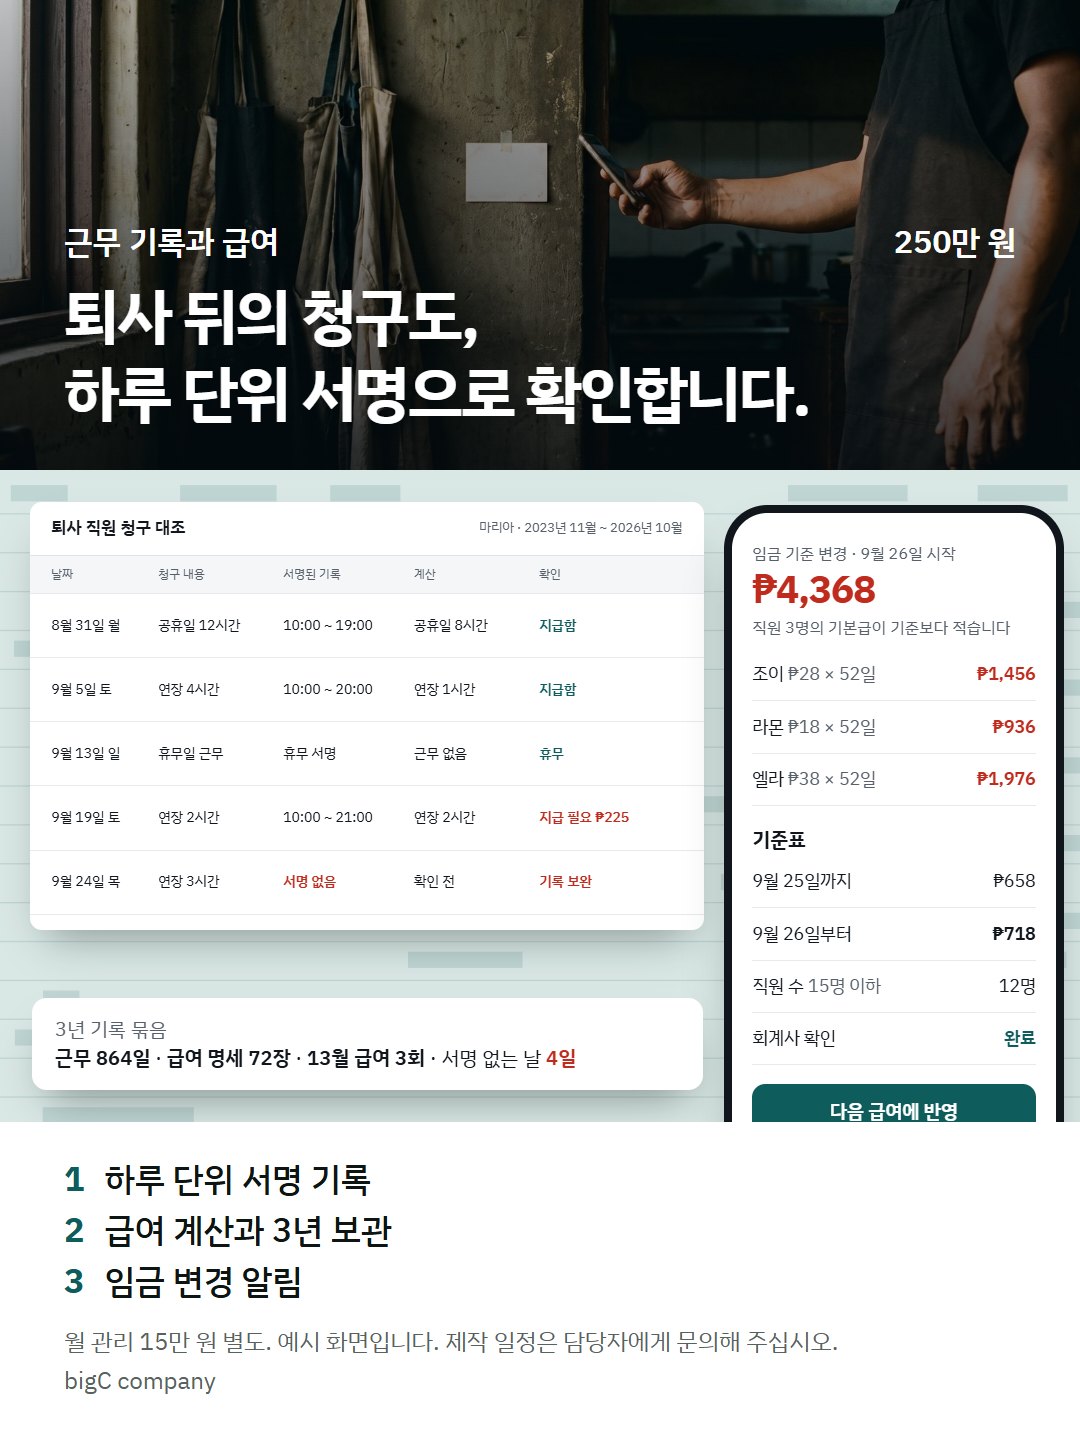 근무 기록과 급여
250만 원
퇴사 뒤의 청구도,
하루 단위 서명으로 확인합니다.
퇴사 직원 청구 대조
마리아 · 2023년 11월 ~ 2026년 10월
날짜 청구 내용 서명된 기록 계산 확인
8월 31일 월 공휴일 12시간 10:00 ~ 19:00 공휴일 8시간 지급함
9월 5일 토 연장 4시간 10:00 ~ 20:00 연장 1시간 지급함
9월 13일 일 휴무일 근무 휴무 서명 근무 없음 휴무
9월 19일 토 연장 2시간 10:00 ~ 21:00 연장 2시간 지급 필요 ₱225
9월 24일 목 연장 3시간 서명 없음 확인 전 기록 보완
3년 기록 묶음
근무 864일 · 급여 명세 72장 · 13월 급여 3회 · 서명 없는 날 4일
임금 기준 변경 · 9월 26일 시작
₱4,368
직원 3명의 기본급이 기준보다 적습니다
조이 ₱28 × 52일 ₱1,456
라몬 ₱18 × 52일 ₱936
엘라 ₱38 × 52일 ₱1,976
기준표
9월 25일까지 ₱658
9월 26일부터 ₱718
직원 수 15명 이하 12명
회계사 확인 완료
다음 급여에 반영
1 하루 단위 서명 기록
2 급여 계산과 3년 보관
3 임금 변경 알림
월 관리 15만 원 별도. 예시 화면입니다. 제작 일정은 담당자에게 문의해 주십시오.
bigC company